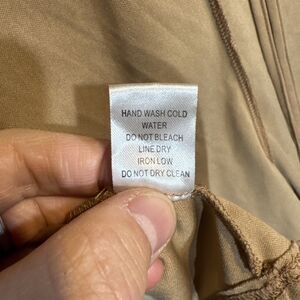 HAND WASH COLD
WATER
DO NOT BLEACH
LINE DRY
IRON LOW
DO NOT DRY CLEAN